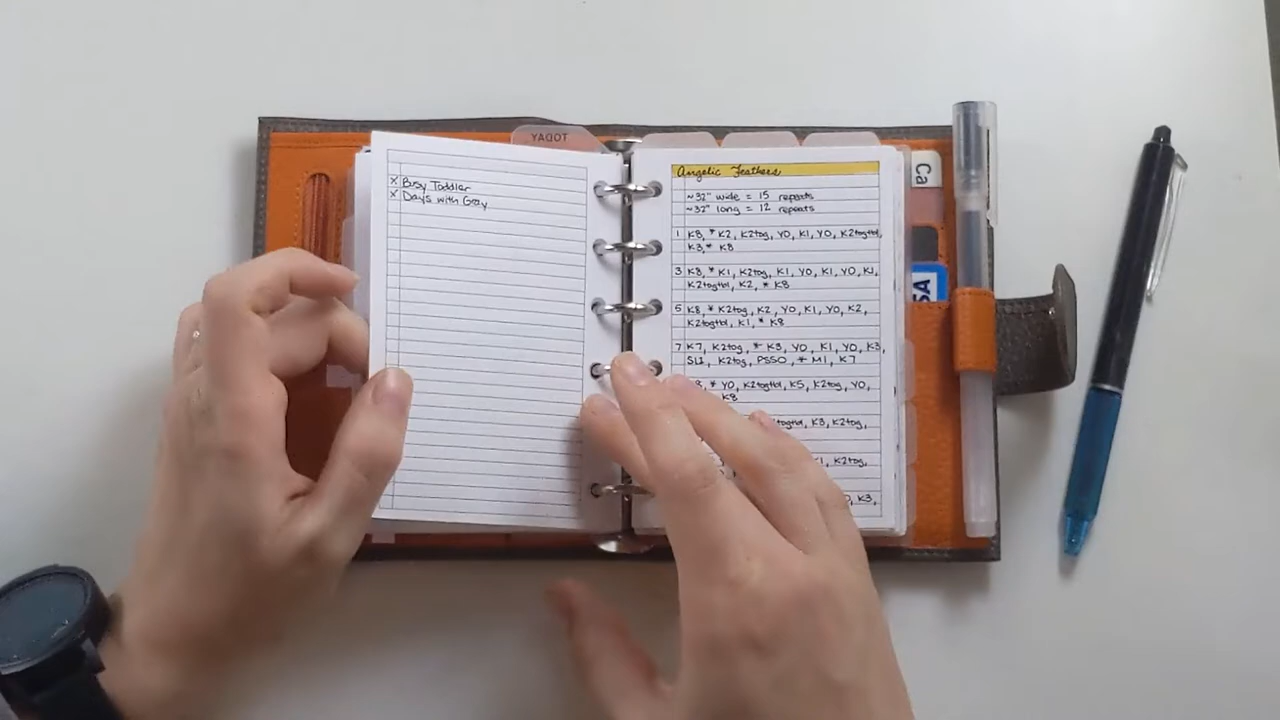 TODAY
x Busy Toddler
x Days with Gray
Angelic Feathers
~32" wide = 15 repeats
~32" long = 12 repeats
1 K8, * K2, K2tog, YO, K1, YO, K2togtbl,
K3, * K8
3 K8, * K1, K2tog, K1, YO, K1, YO, K1,
K2togtbl, K2, * K8
5 K8, * K2tog, K2, YO, K1, YO, K2,
K2togtbl, K1, * K8
7 K7, K2tog, * K3, YO, K1, YO, K3,
SL1, K2tog, PSSO, * M1, K7
* YO, K2togtbl, K5, K2tog, YO,
K8
K3, K2tog,
K1, K2tog,
K3,
Ca